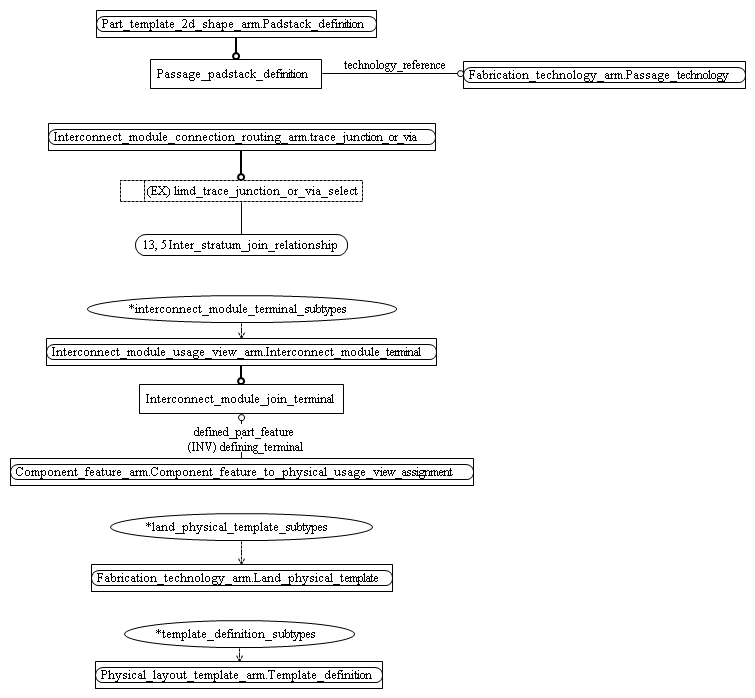 Part_template_2d_shape_arm.Padstack_definition
Passage_padstack_definition
technology_reference
Fabrication_technology_arm.Passage_technology
Interconnect_module_connection_routing_arm.trace_junction_or_via
(EX) limd_trace_junction_or_via_select
13, 5 Inter_stratum_join_relationship
*interconnect_module_terminal_subtypes
Interconnect_module_usage_view_arm.Interconnect_module_terminal
Interconnect_module_join_terminal
defined_part_feature
(INV) defining_terminal
Component_feature_arm.Component_feature_to_physical_usage_view_assignment
*land_physical_template_subtypes
Fabrication_technology_arm.Land_physical_template
*template_definition_subtypes
Physical_layout_template_arm.Template_definition